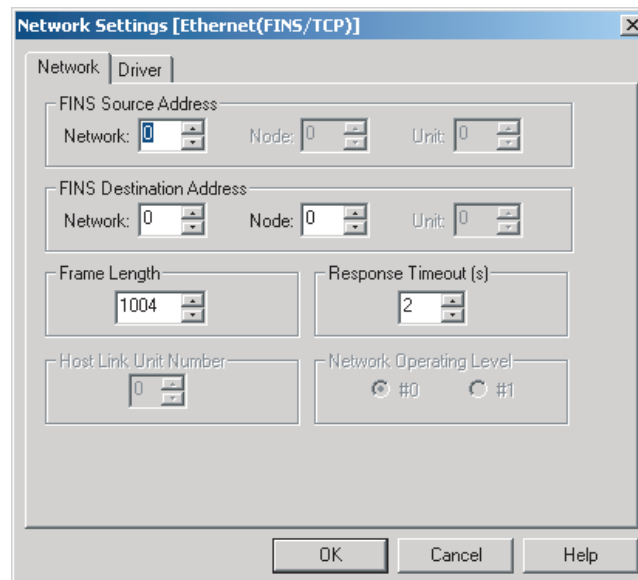 Network Settings [Ethernet(FINS/TCP)]
Network Driver
FINS Source Address
Network: 0 Node: 0 Unit: 0
FINS Destination Address
Network: 0 Node: 0 Unit: 0
Frame Length Response Timeout (s)
1004 2
Host Link Unit Number Network Operating Level
0 #0 #1
OK Cancel Help